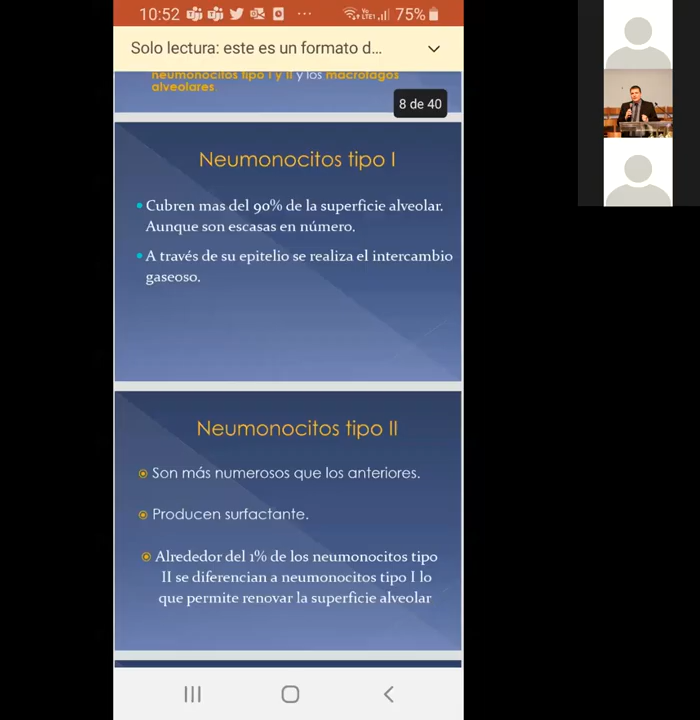 10:52 75%
Solo lectura: este es un formato d...
neumonocitos tipo I y II y los macrófagos
alveolares
8 de 40
Neumonocitos tipo I
Cubren mas del 90% de la superficie alveolar.
Aunque son escasas en número.
A través de su epitelio se realiza el intercambio
gaseoso.
Neumonocitos tipo II
Son más numerosos que los anteriores.
Producen surfactante.
Alrededor del 1% de los neumonocitos tipo
II se diferencian a neumonocitos tipo I lo
que permite renovar la superficie alveolar